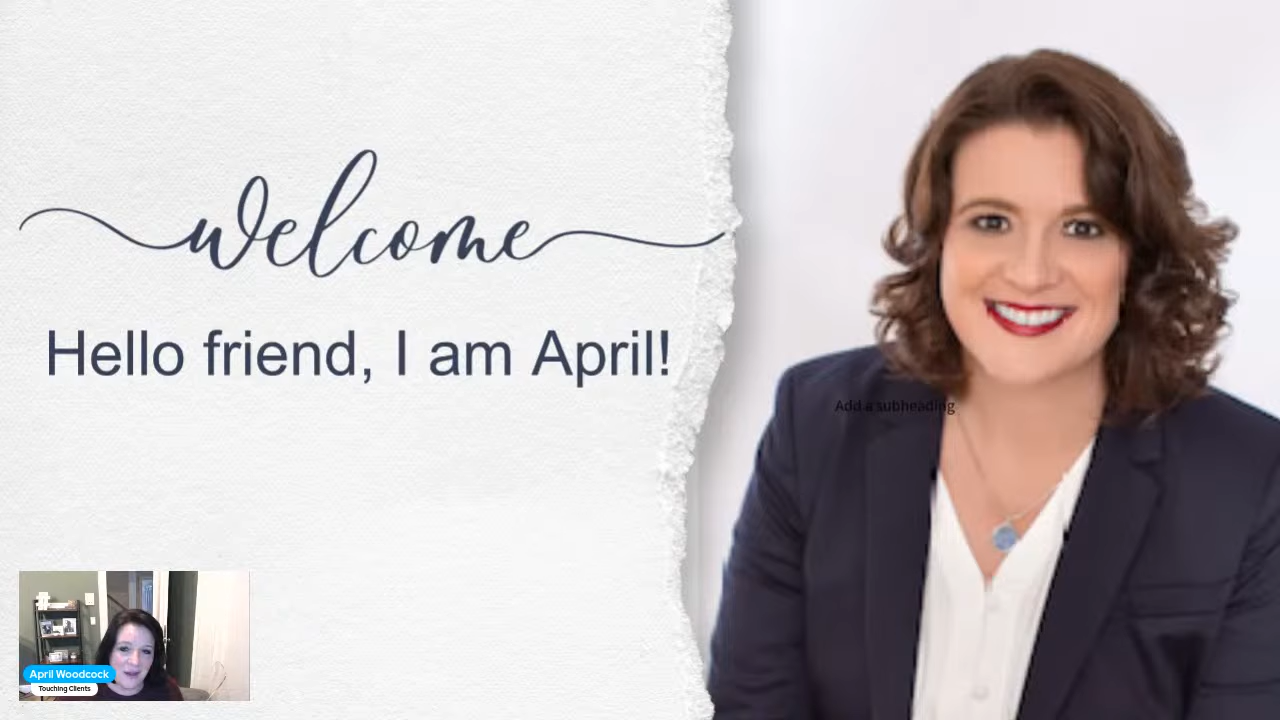 welcome
Hello friend, I am April!
Add a subheading
April Woodcock
Touching Clients